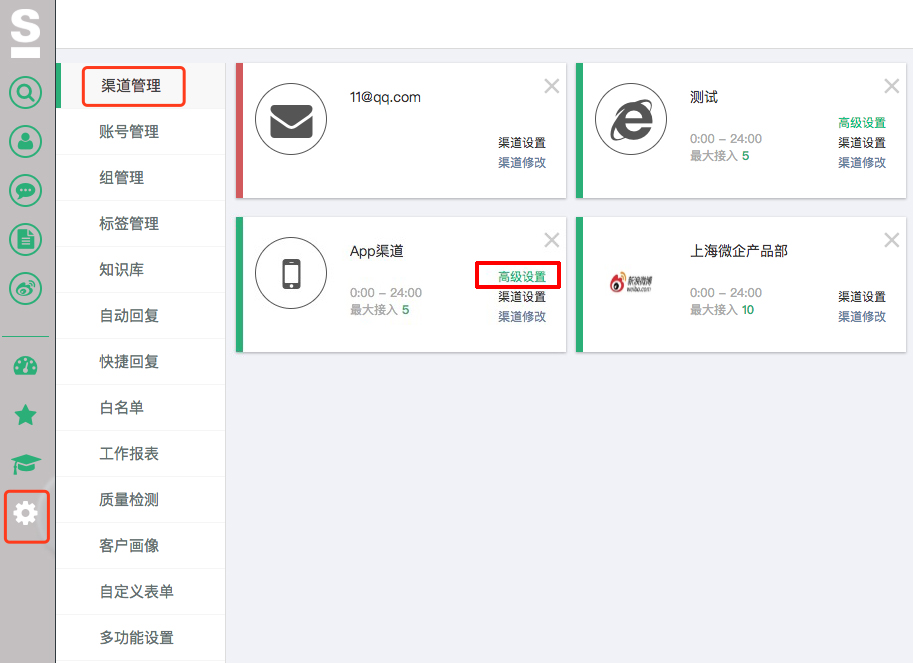 S
渠道管理
账号管理
组管理
标签管理
知识库
自动回复
快捷回复
白名单
工作报表
质量检测
客户画像
自定义表单
多功能设置
11@qq.com
渠道设置
渠道修改
测试
高级设置
0:00 – 24:00
渠道设置
最大接入 5
渠道修改
App渠道
高级设置
0:00 – 24:00
渠道设置
最大接入 5
渠道修改
上海微企产品部
新浪微博
weibo.com
0:00 – 24:00
渠道设置
最大接入 10
渠道修改